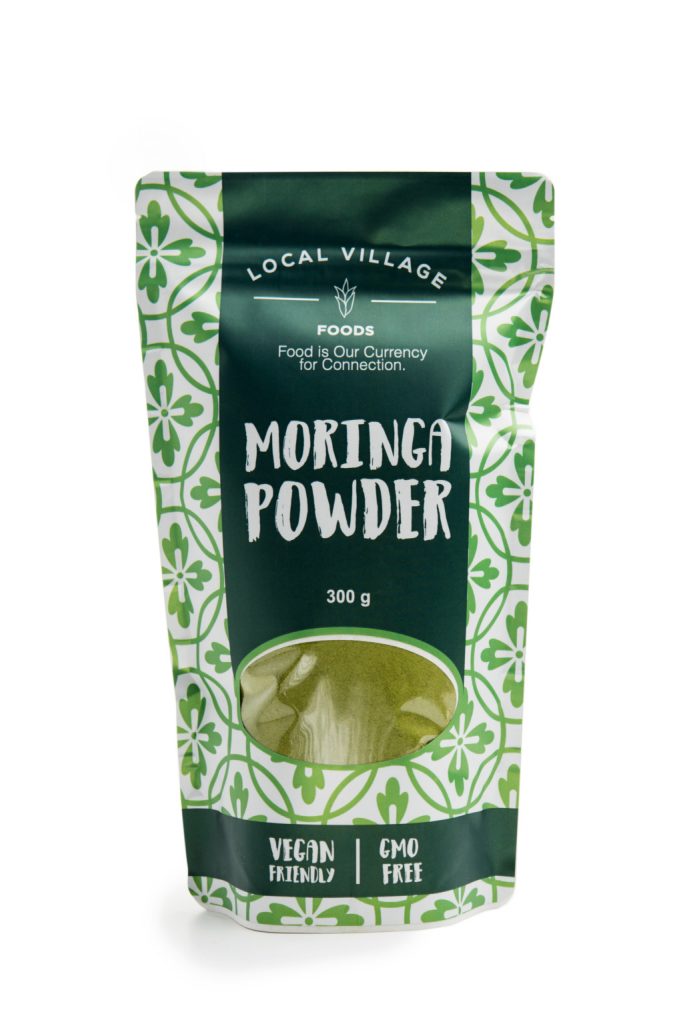 LOCAL VILLAGE
FOODS
Food is Our Currency
for Connection.
MORINGA
POWDER
300 g
VEGAN
FRIENDLY
GMO
FREE